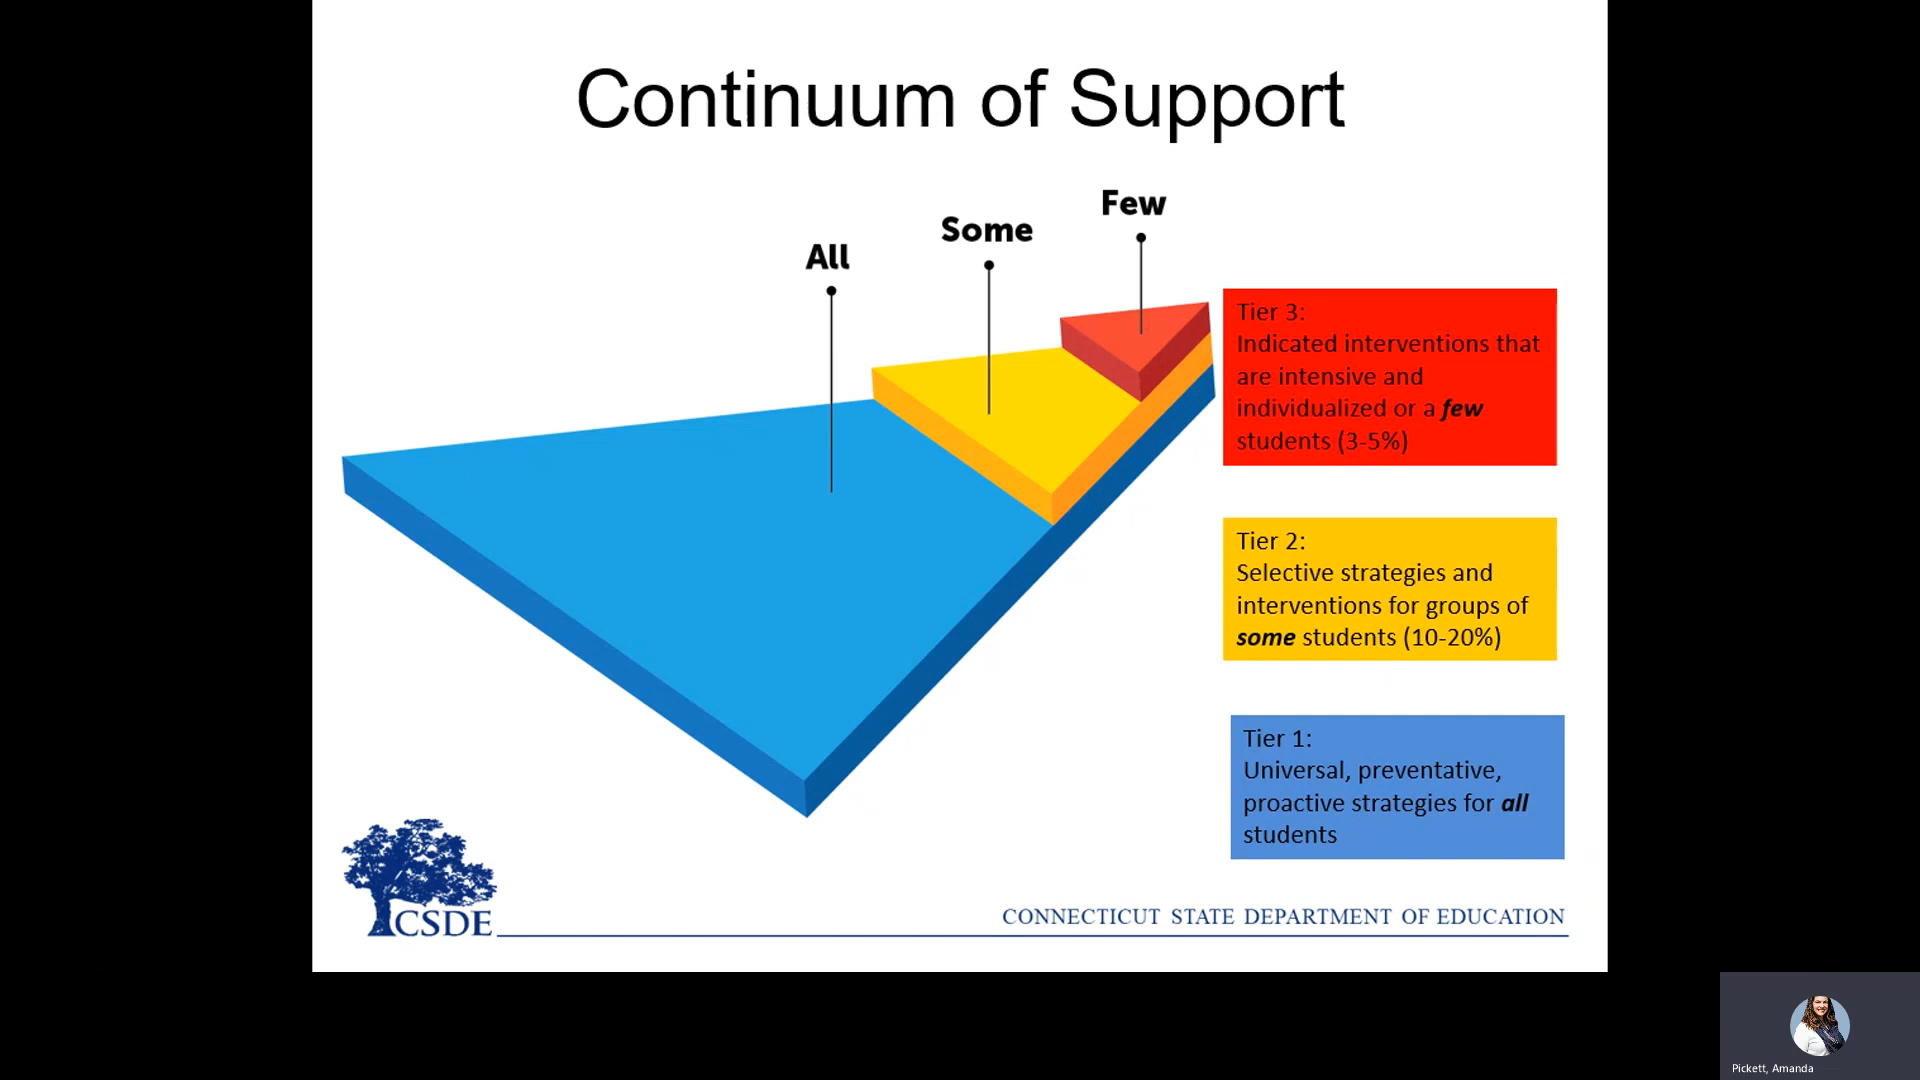 Continuum of Support
All
Some
Few
Tier 3:
Indicated interventions that
are intensive and
individualized or a few
students (3-5%)
Tier 2:
Selective strategies and
interventions for groups of
some students (10-20%)
Tier 1:
Universal, preventative,
proactive strategies for all
students
CSDE
CONNECTICUT STATE DEPARTMENT OF EDUCATION
Pickett, Amanda